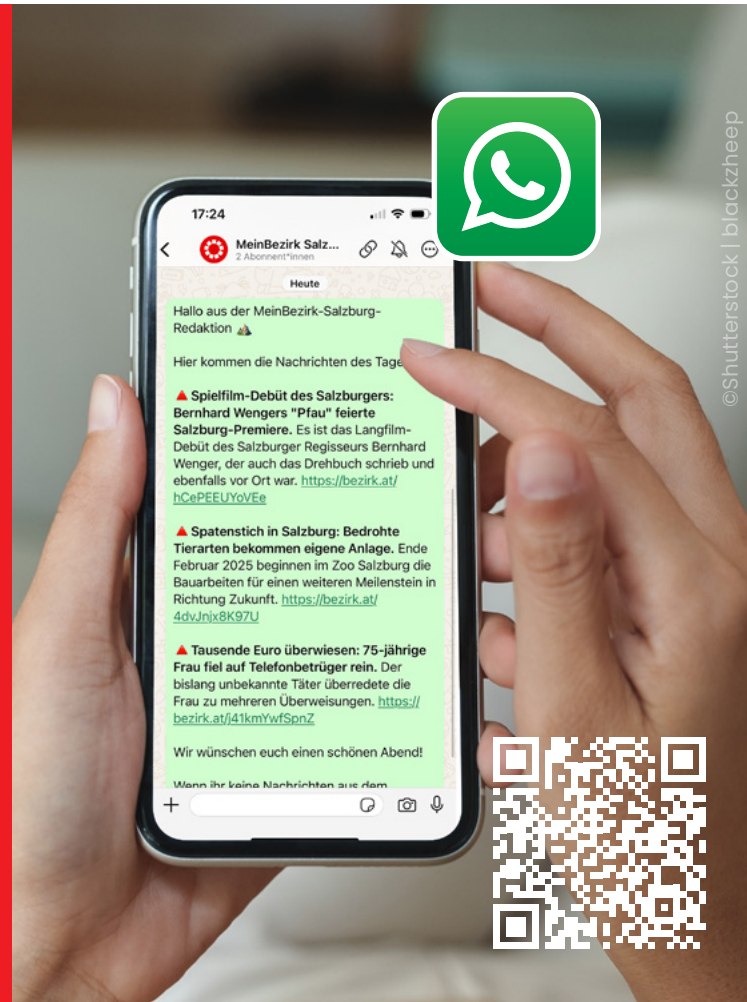 ©Shutterstock | blackzheep
17:24
MeinBezirk Salz...
2 Abonnent*innen
Heute
Hallo aus der MeinBezirk-Salzburg-
Redaktion
Hier kommen die Nachrichten des Tage
Spielfilm-Debüt des Salzburgers:
Bernhard Wengers "Pfau" feierte
Salzburg-Premiere. Es ist das Langfilm-
Debüt des Salzburger Regisseurs Bernhard
Wenger, der auch das Drehbuch schrieb und
ebenfalls vor Ort war. https://bezirk.at/
hCePEEUYoVEe
Spatenstich in Salzburg: Bedrohte
Tierarten bekommen eigene Anlage. Ende
Februar 2025 beginnen im Zoo Salzburg die
Bauarbeiten für einen weiteren Meilenstein in
Richtung Zukunft. https://bezirk.at/
4dvJnjx8K97U
Tausende Euro überwiesen: 75-jährige
Frau fiel auf Telefonbetrüger rein. Der
bislang unbekannte Täter überredete die
Frau zu mehreren Überweisungen. https://
bezirk.at/j41kmYwfSpnZ
Wir wünschen euch einen schönen Abend!
Wenn ihr keine Nachrichten aus dem